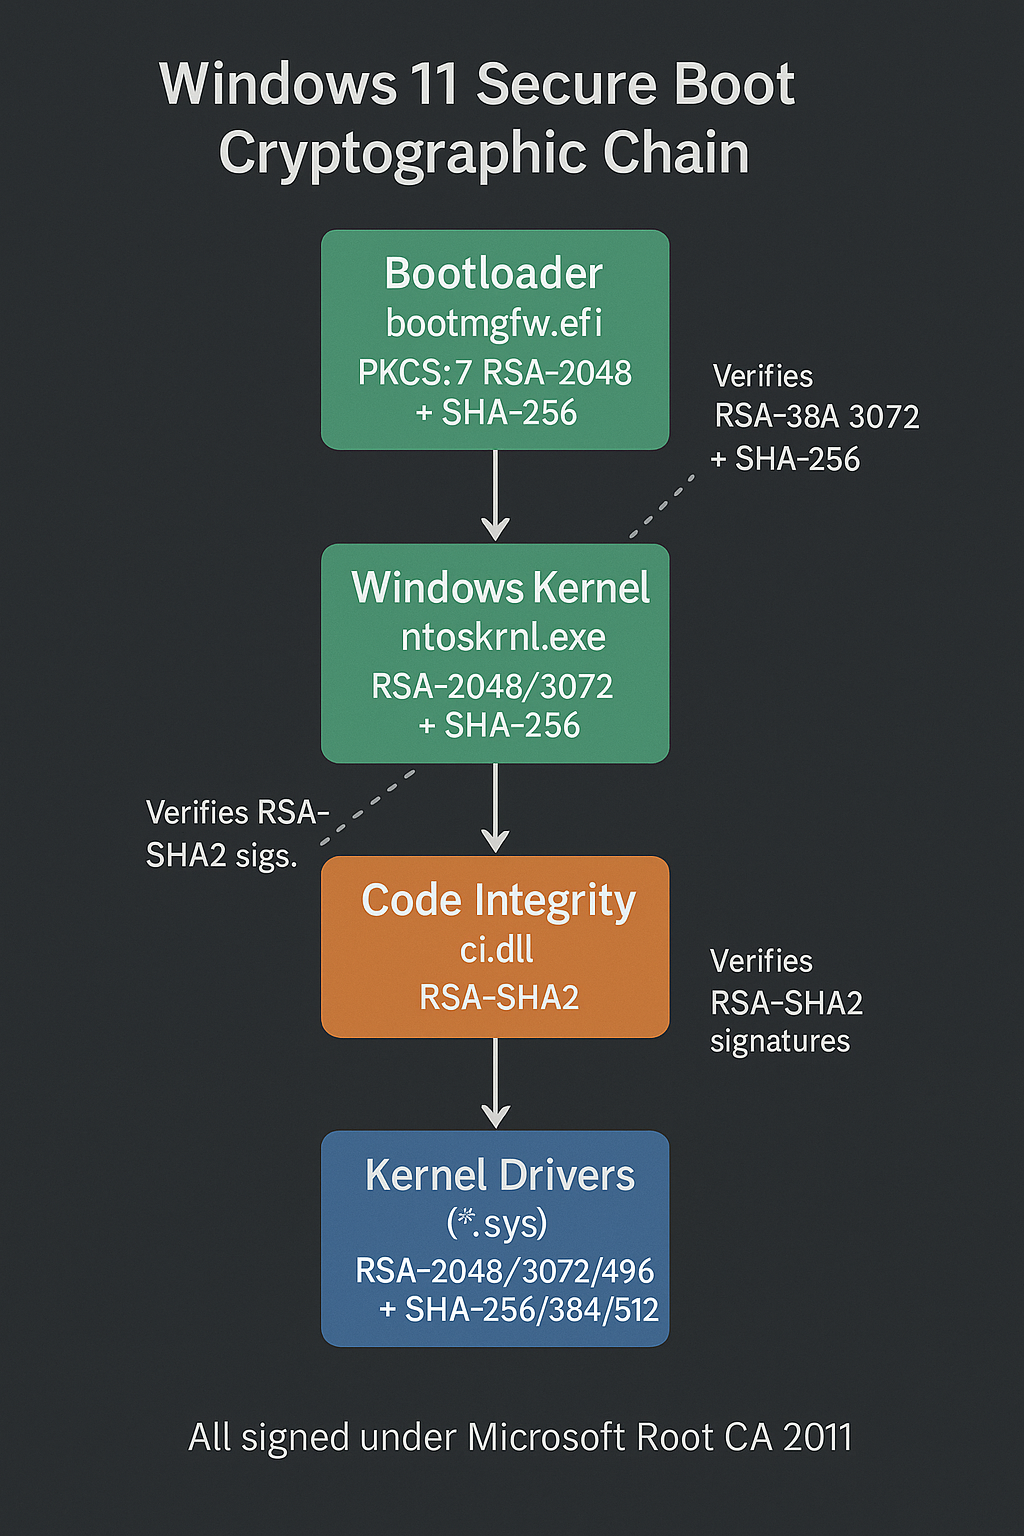 Windows 11 Secure Boot
Cryptographic Chain
Bootloader
bootmgfw.efi
PKCS:7 RSA-2048
+ SHA-256
Verifies
RSA-38A 3072
+ SHA-256
Windows Kernel
ntoskrnl.exe
RSA-2048/3072
+ SHA-256
Verifies RSA-
SHA2 sigs.
Code Integrity
ci.dll
RSA-SHA2
Verifies
RSA-SHA2
signatures
Kernel Drivers
(*.sys)
RSA-2048/3072/496
+ SHA-256/384/512
All signed under Microsoft Root CA 2011